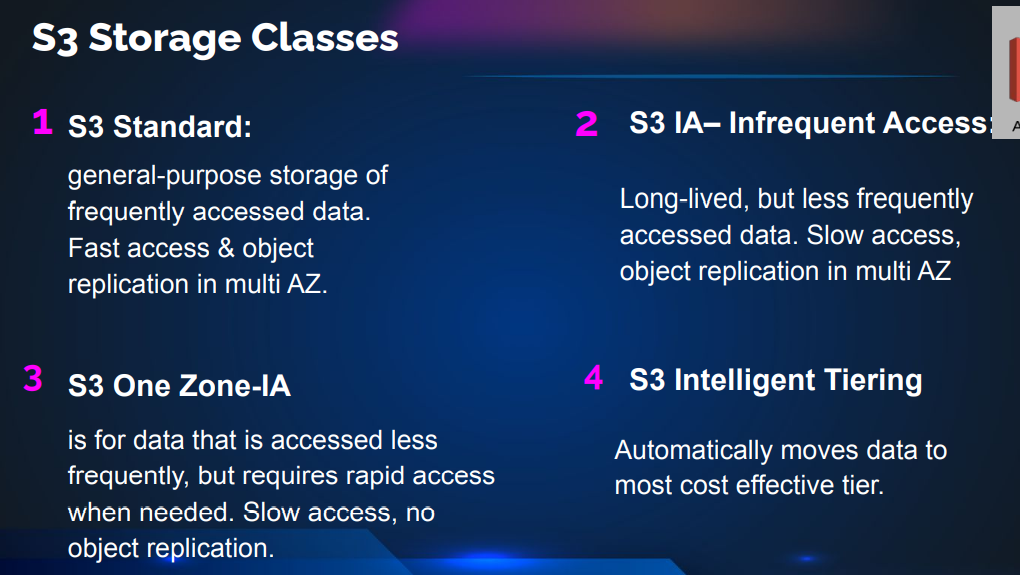 S3 Storage Classes
1 S3 Standard:
general-purpose storage of
frequently accessed data.
Fast access & object
replication in multi AZ.
2 S3 IA– Infrequent Access:
Long-lived, but less frequently
accessed data. Slow access,
object replication in multi AZ
3 S3 One Zone-IA
is for data that is accessed less
frequently, but requires rapid access
when needed. Slow access, no
object replication.
4 S3 Intelligent Tiering
Automatically moves data to
most cost effective tier.